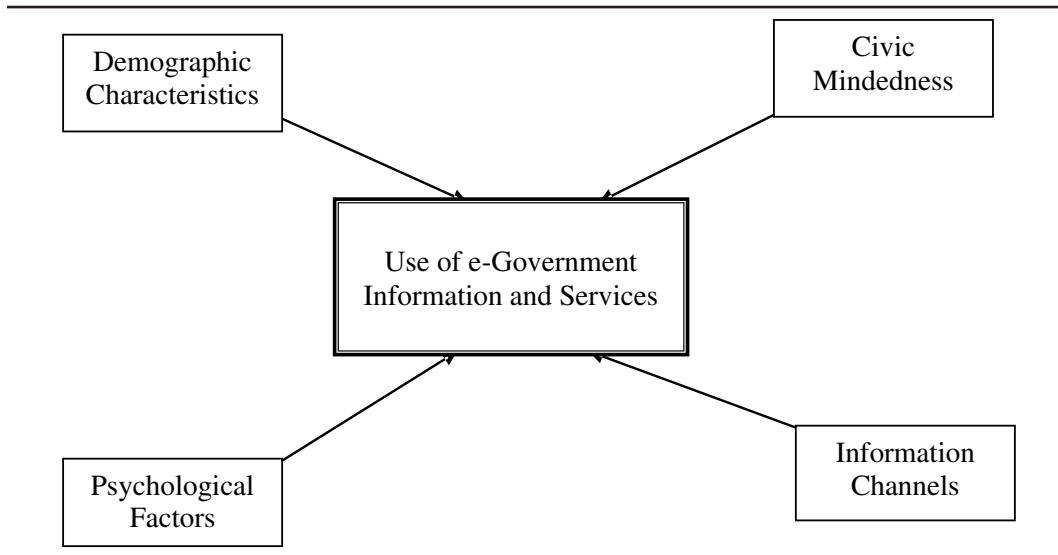 Demographic
Characteristics
Civic
Mindedness
Use of e-Government
Information and Services
Psychological
Factors
Information
Channels